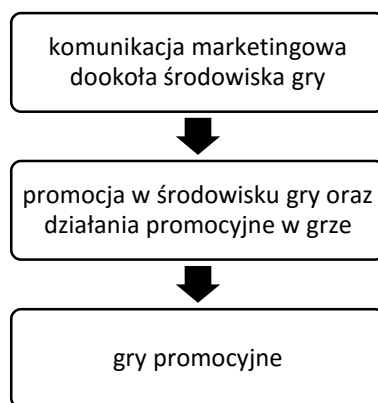 komunikacja marketingowa
dookoła środowiska gry
promocja w środowisku gry oraz
działania promocyjne w grze
gry promocyjne